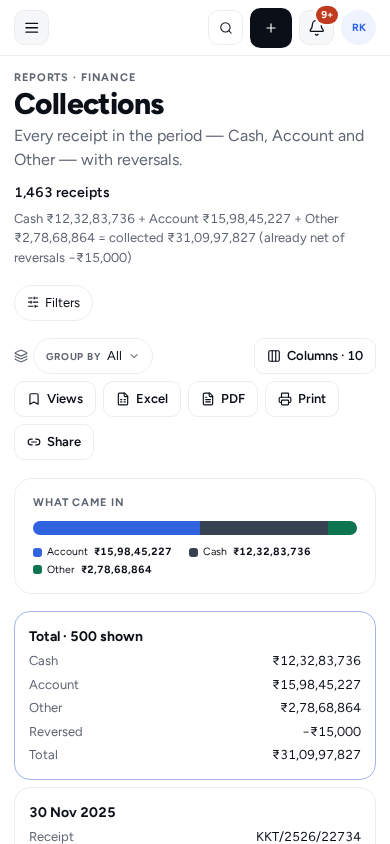 9+
RK
REPORTS · FINANCE
Collections
Every receipt in the period — Cash, Account and
Other — with reversals.
1,463 receipts
Cash ₹12,32,83,736 + Account ₹15,98,45,227 + Other
₹2,78,68,864 = collected ₹31,09,97,827 (already net of
reversals −₹15,000)
Filters
GROUP BY All
Columns · 10
Views
Excel
PDF
Print
Share
WHAT CAME IN
Account ₹15,98,45,227 Cash ₹12,32,83,736
Other ₹2,78,68,864
Total · 500 shown
Cash ₹12,32,83,736
Account ₹15,98,45,227
Other ₹2,78,68,864
Reversed −₹15,000
Total ₹31,09,97,827
30 Nov 2025
Receipt KKT/2526/22734